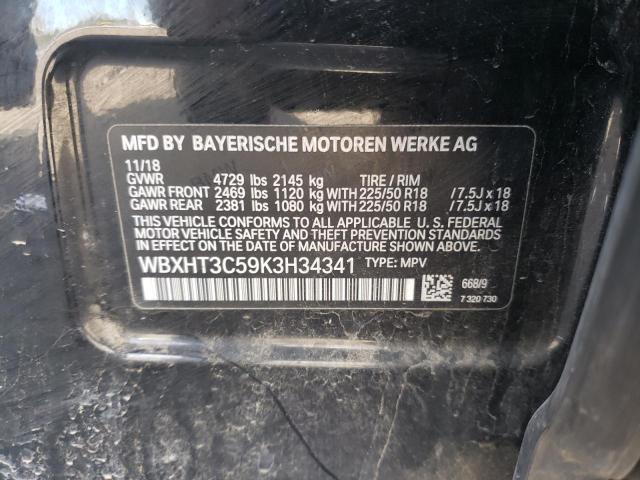 MFD BY BAYERISCHE MOTOREN WERKE AG
11/18
GVWR 4729 lbs 2145 kg TIRE / RIM
GAWR FRONT 2469 lbs 1120 kg WITH 225/50 R18 /7.5J x 18
GAWR REAR 2381 lbs 1080 kg WITH 225/50 R18 /7.5J x 18
THIS VEHICLE CONFORMS TO ALL APPLICABLE U. S. FEDERAL
MOTOR VEHICLE SAFETY AND THEFT PREVENTION STANDARDS
IN EFFECT ON THE DATE OF MANUFACTURE SHOWN ABOVE.
WBXHT3C59K3H34341 TYPE: MPV
668/9
7 320 730